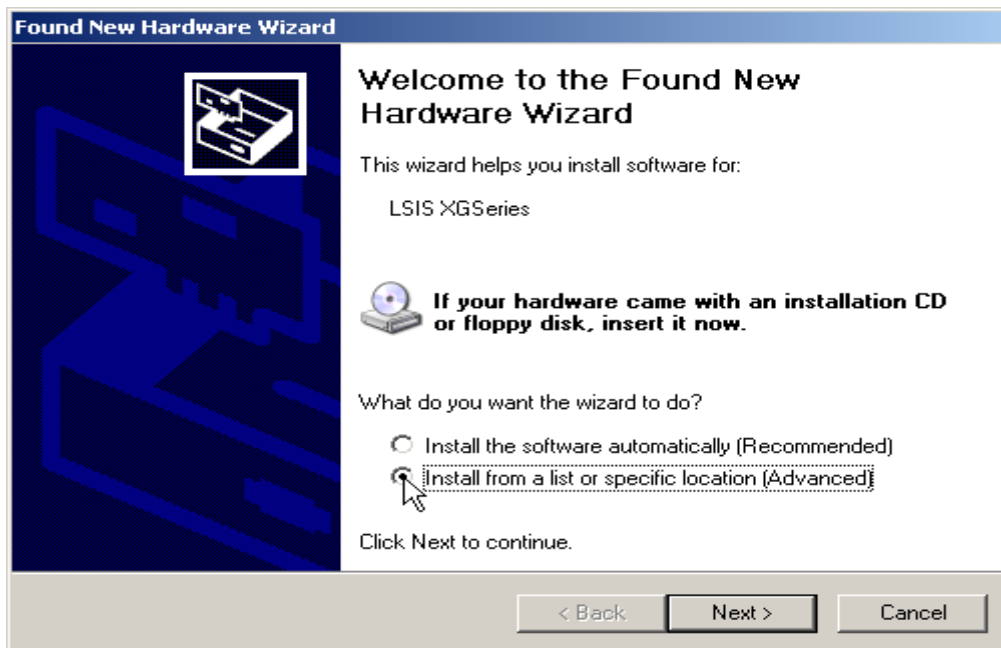 Found New Hardware Wizard
Welcome to the Found New
Hardware Wizard
This wizard helps you install software for:
LSIS XGSeries
If your hardware came with an installation CD
or floppy disk, insert it now.
What do you want the wizard to do?
Install the software automatically (Recommended)
Install from a list or specific location (Advanced)
Click Next to continue.
< Back Next > Cancel